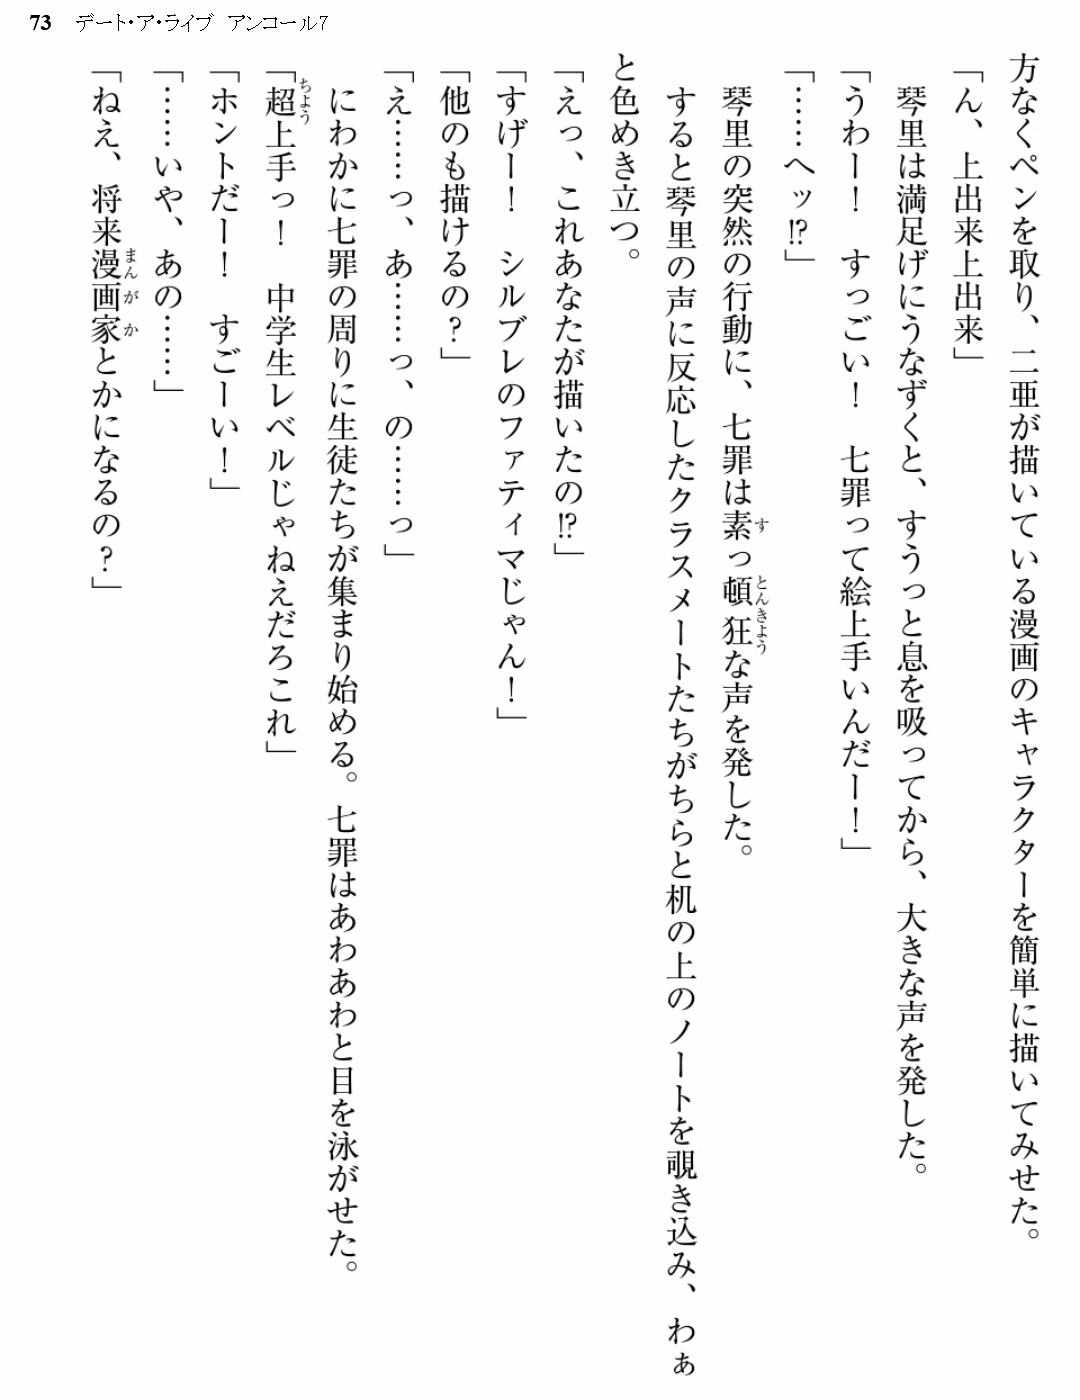 73 デート・ア・ライブ アンコール7
方なくペンを取り、二亜が描いている漫画のキャラクターを簡単に描いてみせた。
「ん、上出来上出来」
琴里は満足げにうなずくと、すうっと息を吸ってから、大きな声を発した。
「うわー！　すっごい！　七罪って絵上手いんだー！」
「……へッ!?」
琴里の突然の行動に、七罪は素っ頓狂な声を発した。
すると琴里の声に反応したクラスメートたちがちらと机の上のノートを覗き込み、わぁ
と色めき立つ。
「えっ、これあなたが描いたの!?」
「すげー！　シルブレのファティマじゃん！」
「他のも描けるの？」
「え……っ、あ……っ、の……っ」
にわかに七罪の周りに生徒たちが集まり始める。七罪はあわあわと目を泳がせた。
「超上手っ！　中学生レベルじゃねえだろこれ」
「ホントだー！　すごーい！」
「……いや、あの……」
「ねえ、将来漫画家とかになるの？」